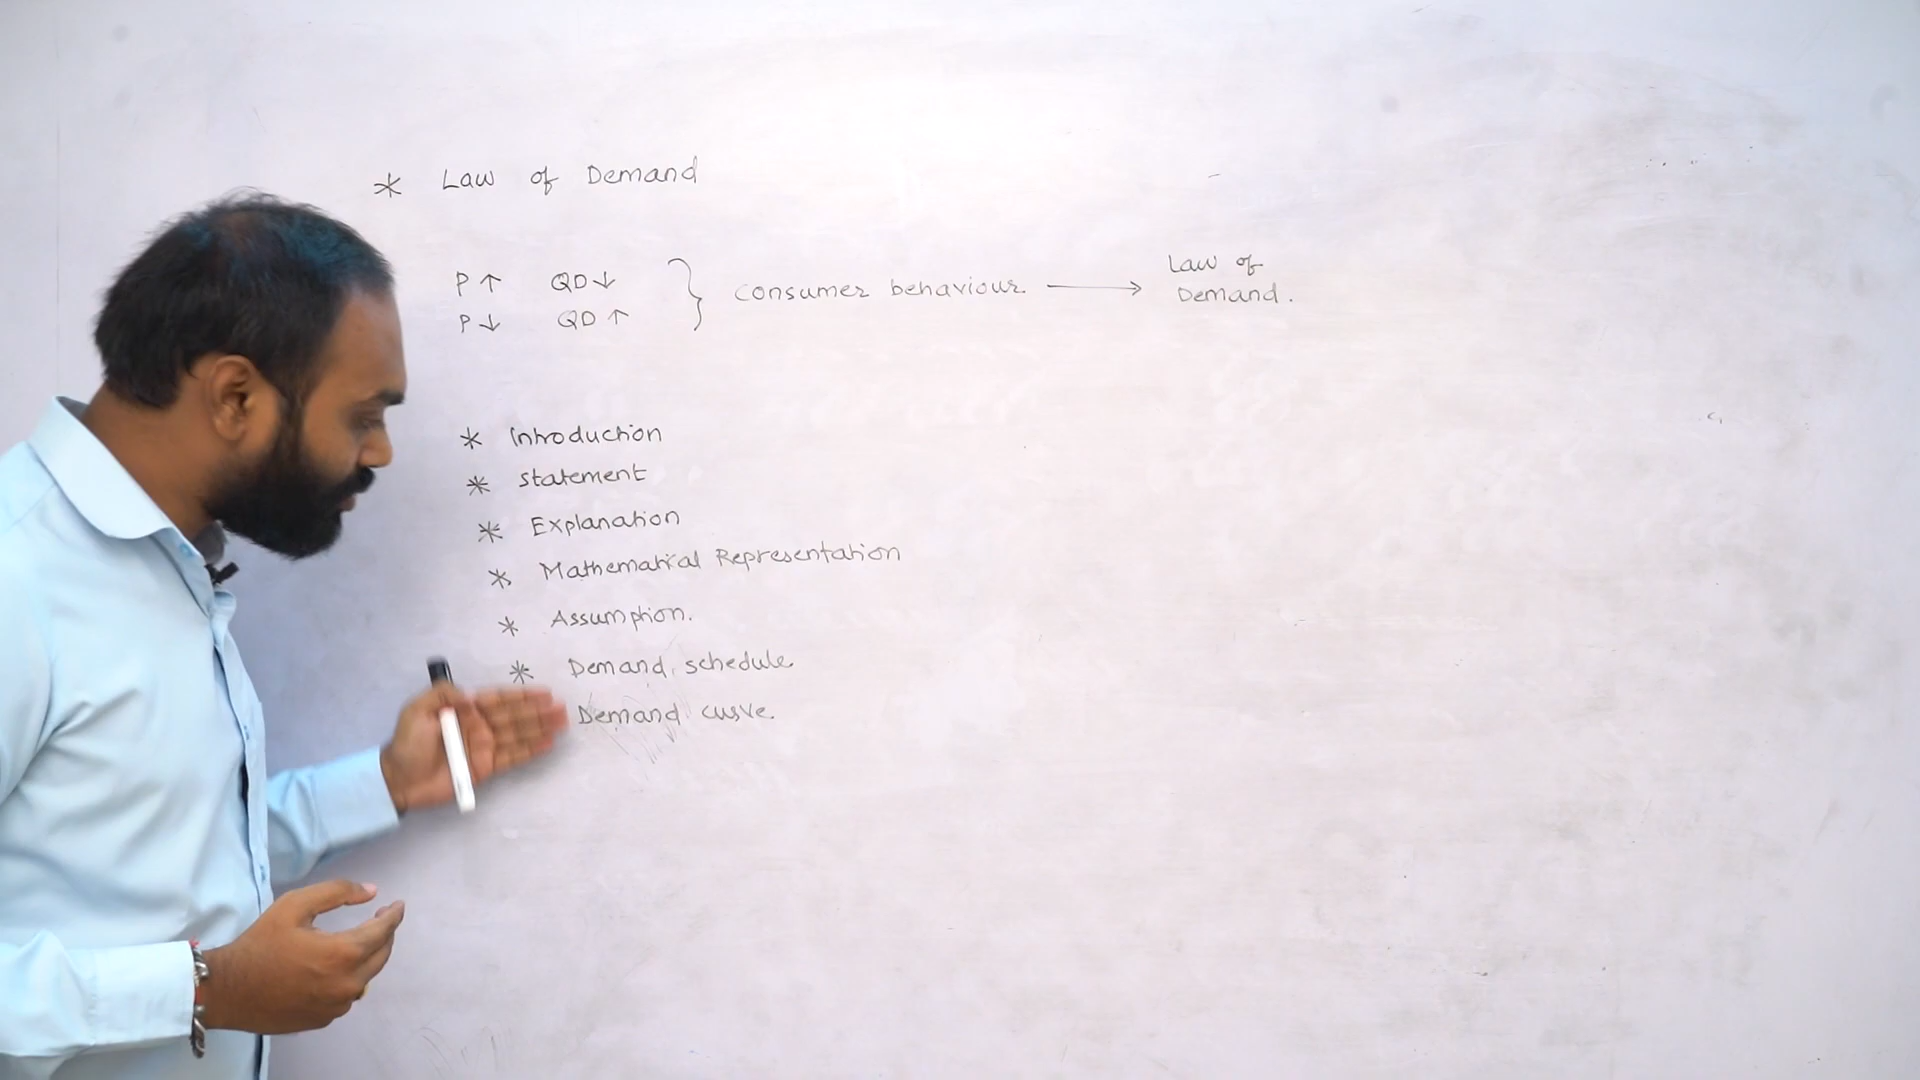 * Law of Demand
P ↑ QD ↓ } consumer behaviour. → Law of Demand.
P ↓ QD ↑
* Introduction
* statement
* Explanation
* Mathematical Representation
* Assumption.
* Demand schedule
Demand curve.